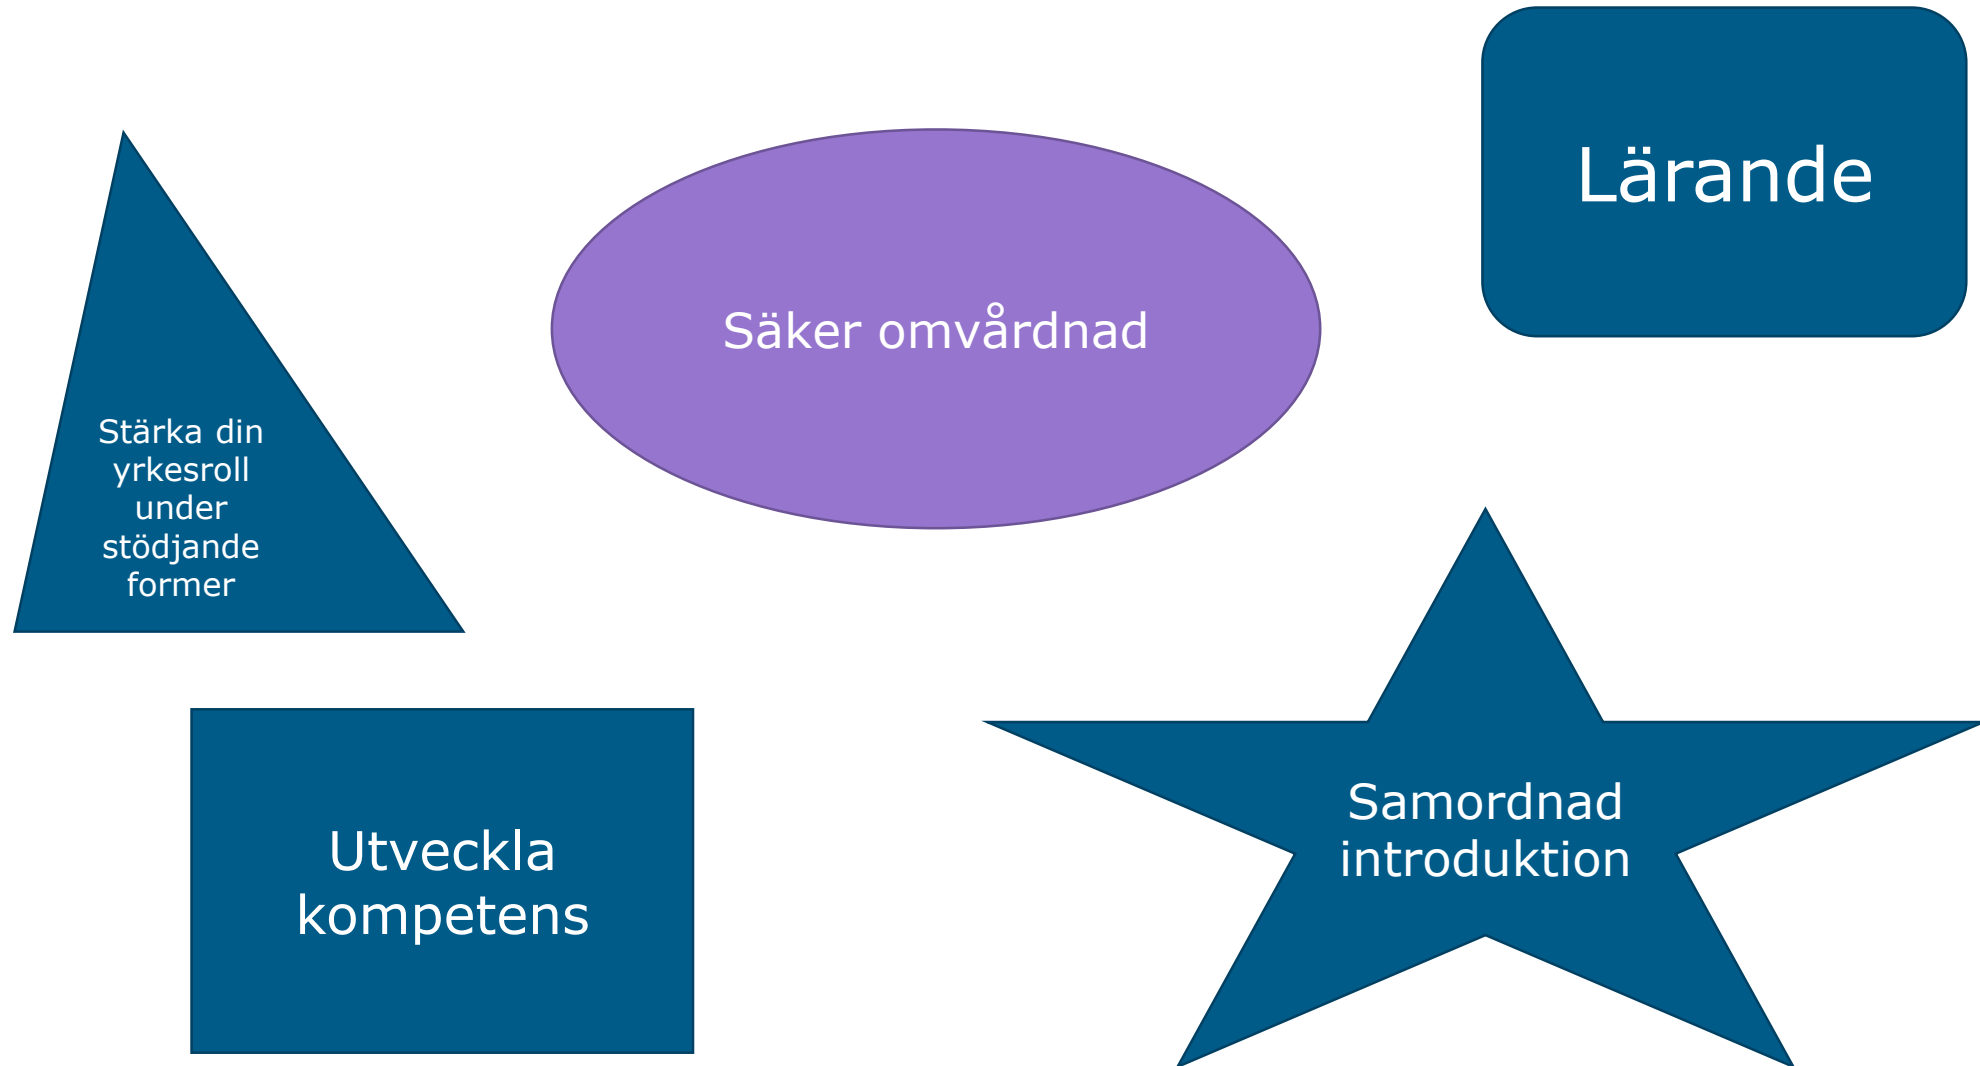 Lärande
Säker omvårdnad
Stärka din
yrkesroll
under
stödjande
former
Samordnad
introduktion
Utveckla
kompetens